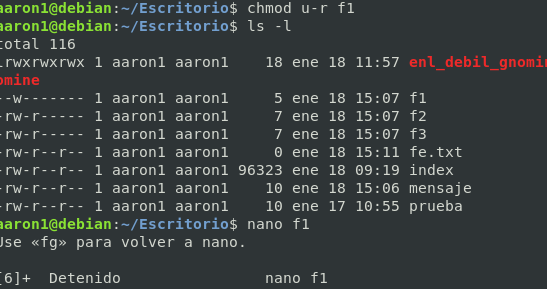 aaron1@debian:~/Escritorio$ chmod u-r f1
aaron1@debian:~/Escritorio$ ls -l
total 116
lrwxrwxrwx 1 aaron1 aaron1    18 ene 18 11:57 enl_debil_gnomin
omine
--w------- 1 aaron1 aaron1     5 ene 18 15:07 f1
-rw-r----- 1 aaron1 aaron1     7 ene 18 15:07 f2
-rw-r----- 1 aaron1 aaron1     7 ene 18 15:07 f3
-rw-r--r-- 1 aaron1 aaron1     0 ene 18 15:11 fe.txt
-rw-r--r-- 1 aaron1 aaron1 96323 ene 18 09:19 index
-rw-r--r-- 1 aaron1 aaron1    10 ene 18 15:06 mensaje
-rw-r--r-- 1 aaron1 aaron1    10 ene 17 10:55 prueba
aaron1@debian:~/Escritorio$ nano f1
Use «fg» para volver a nano.
[6]+  Detenido                nano f1